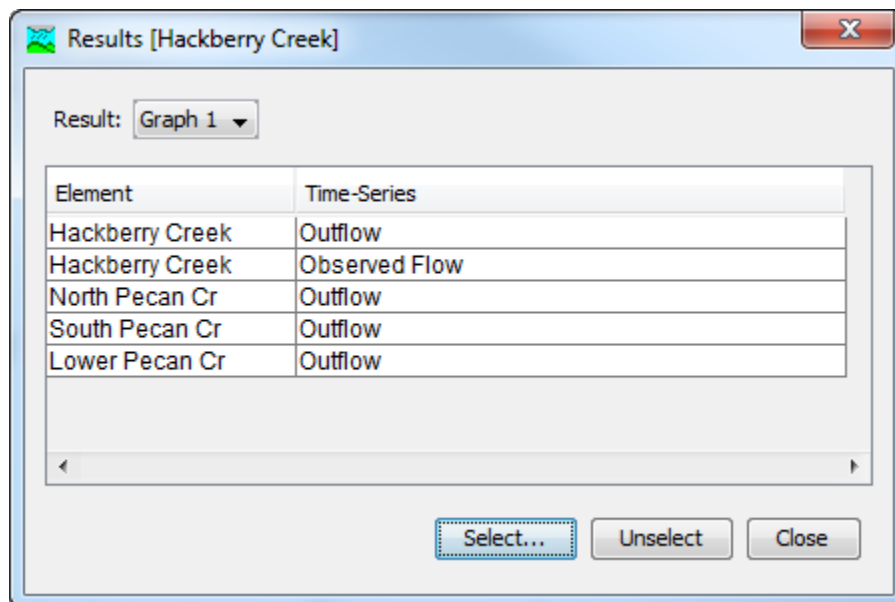 Results [Hackberry Creek]
Result: Graph 1
Element Time-Series
Hackberry Creek Outflow
Hackberry Creek Observed Flow
North Pecan Cr Outflow
South Pecan Cr Outflow
Lower Pecan Cr Outflow
Select... Unselect Close